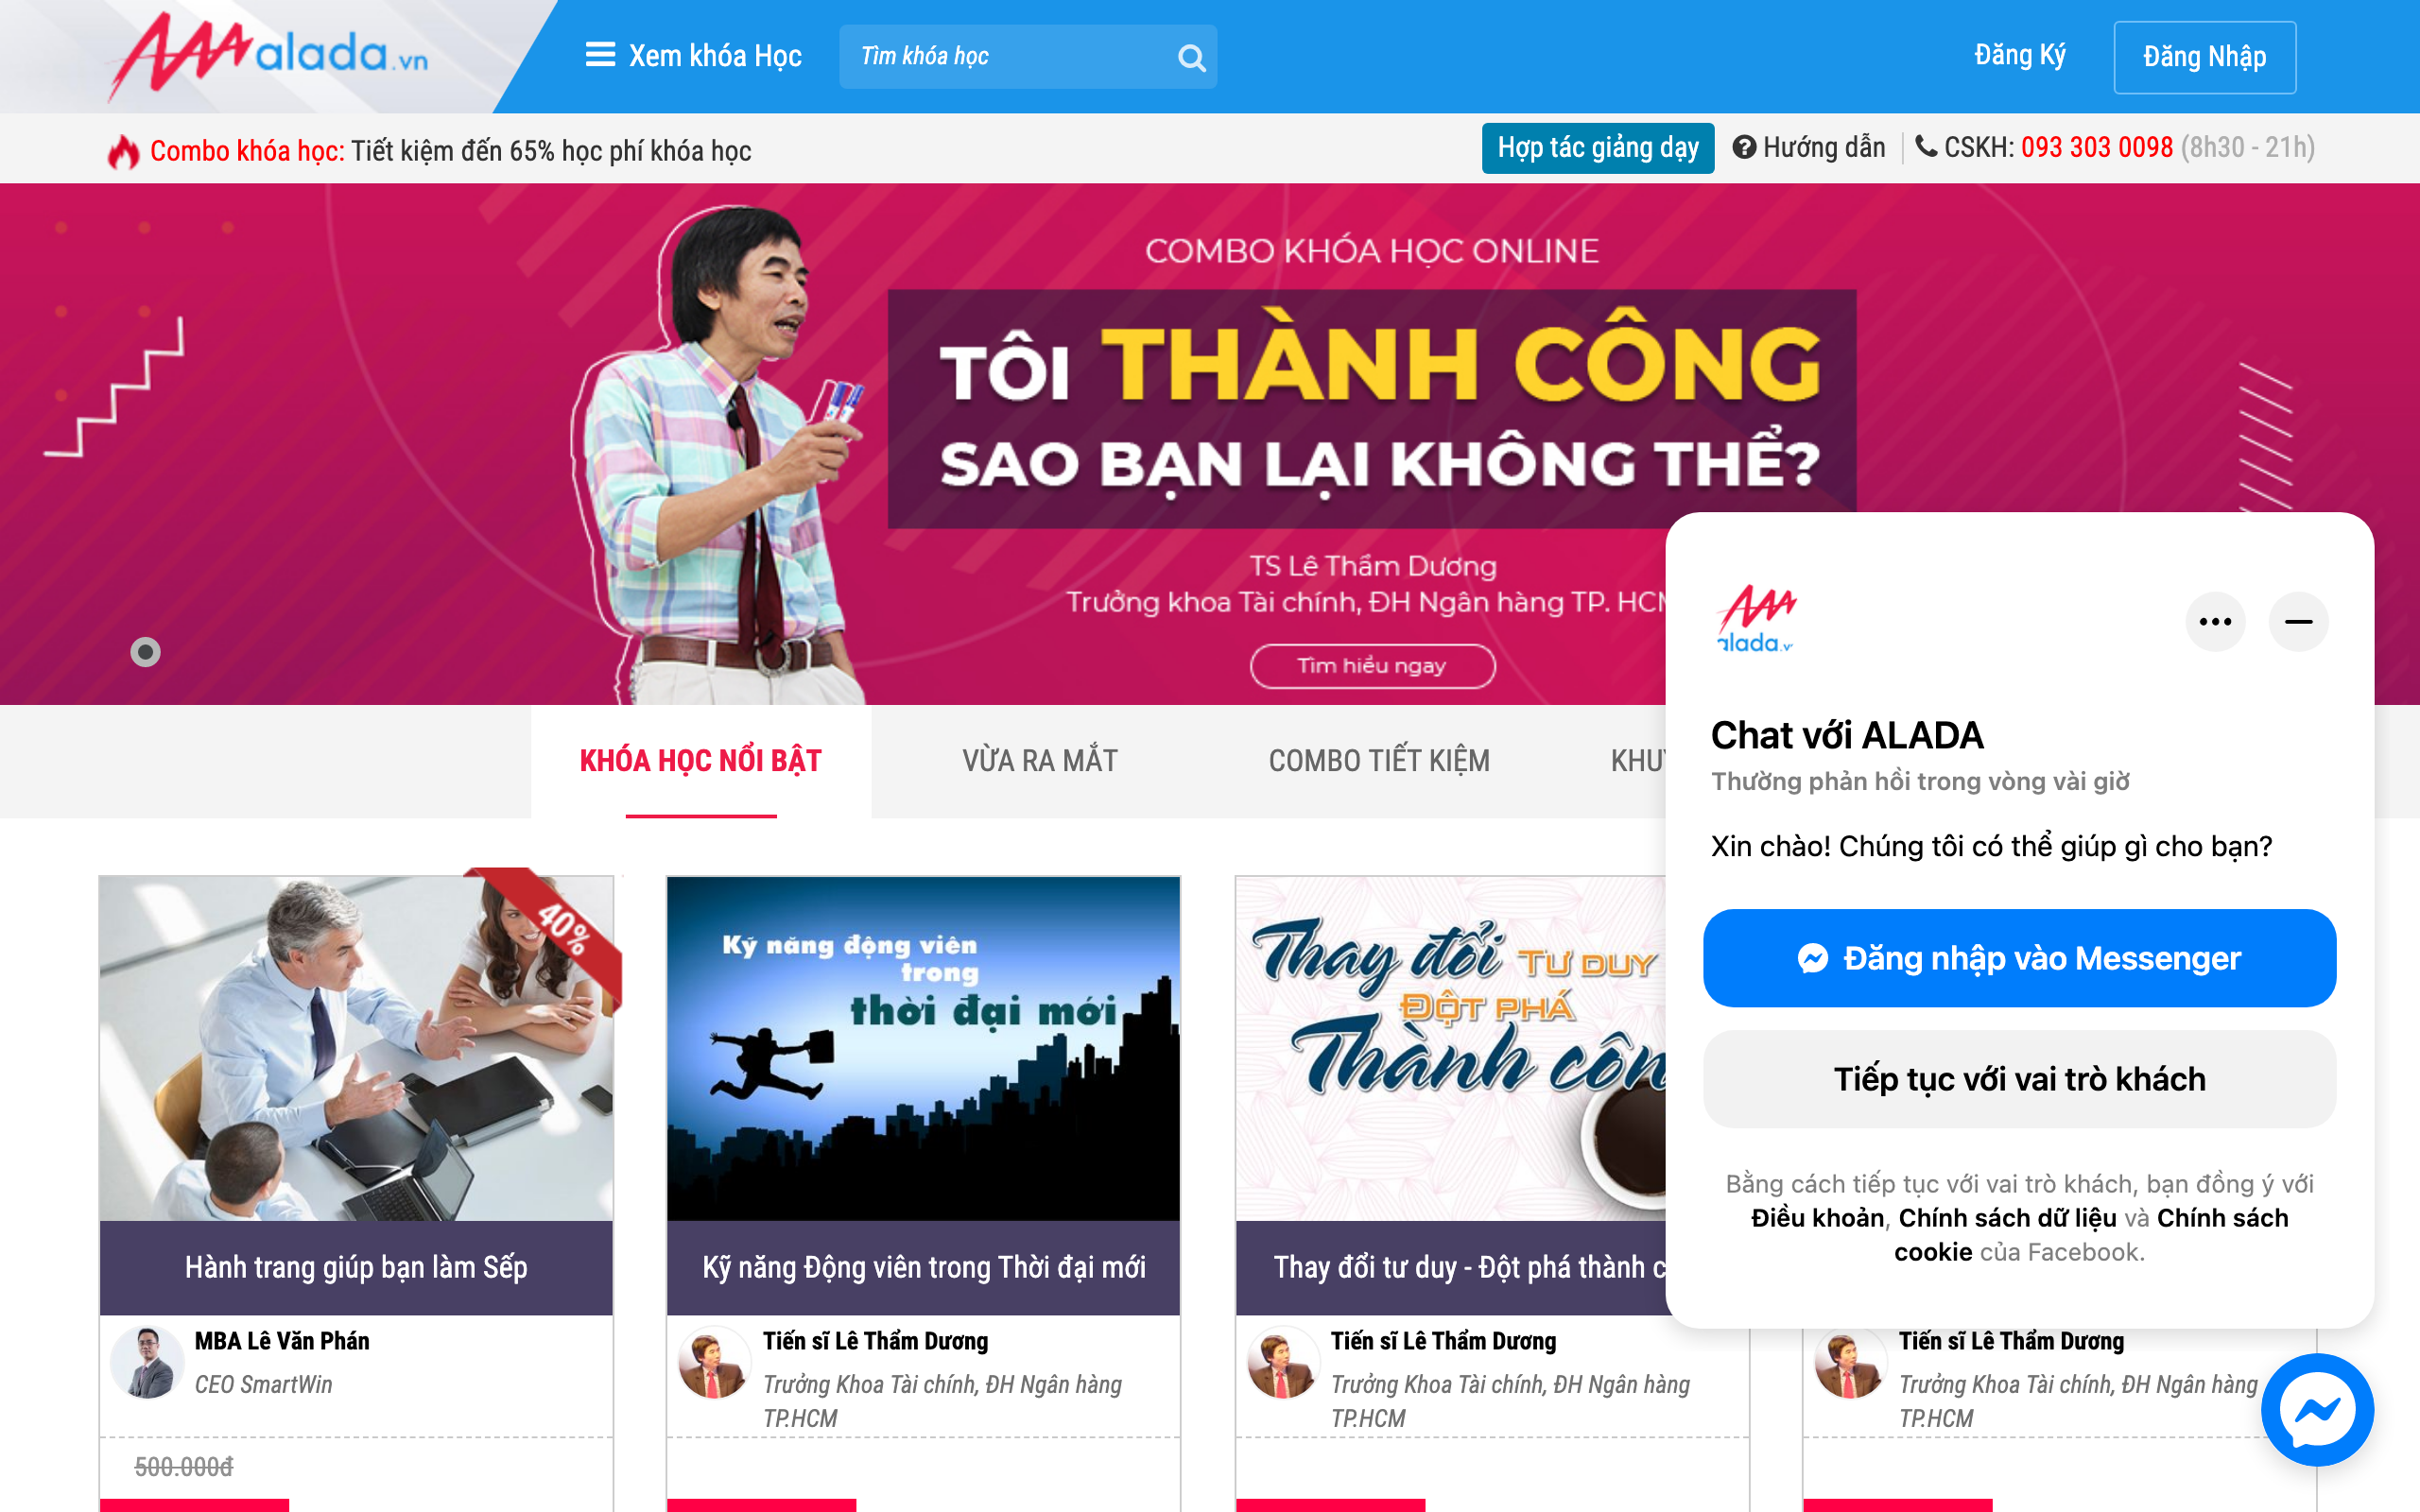 alada.vn
Xem khóa Học
Tìm khóa học
Đăng Ký
Đăng Nhập
Combo khóa học: Tiết kiệm đến 65% học phí khóa học
Hợp tác giảng dạy
Hướng dẫn
CSKH: 093 303 0098 (8h30 - 21h)
COMBO KHÓA HỌC ONLINE
TÔI THÀNH CÔNG
SAO BẠN LẠI KHÔNG THỂ?
TS Lê Thẩm Dương
Trưởng khoa Tài chính, ĐH Ngân hàng TP. HCM
Tìm hiểu ngay
KHÓA HỌC NỔI BẬT
VỪA RA MẮT
COMBO TIẾT KIỆM
alada.v
Chat với ALADA
Thường phản hồi trong vòng vài giờ
Xin chào! Chúng tôi có thể giúp gì cho bạn?
Đăng nhập vào Messenger
Tiếp tục với vai trò khách
Bằng cách tiếp tục với vai trò khách, bạn đồng ý với
Điều khoản, Chính sách dữ liệu và Chính sách
cookie của Facebook.
40%
Hành trang giúp bạn làm Sếp
MBA Lê Văn Phán
CEO SmartWin
500.000đ
Kỹ năng động viên
trong
thời đại mới
Kỹ năng Động viên trong Thời đại mới
Tiến sĩ Lê Thẩm Dương
Trưởng Khoa Tài chính, ĐH Ngân hàng
TP.HCM
Thay đổi TƯ DUY
ĐỘT PHÁ
Thành côn
Thay đổi tư duy - Đột phá thành c
Tiến sĩ Lê Thẩm Dương
Trưởng Khoa Tài chính, ĐH Ngân hàng
TP.HCM
Tiến sĩ Lê Thẩm Dương
Trưởng Khoa Tài chính, ĐH Ngân hàng
TP.HCM